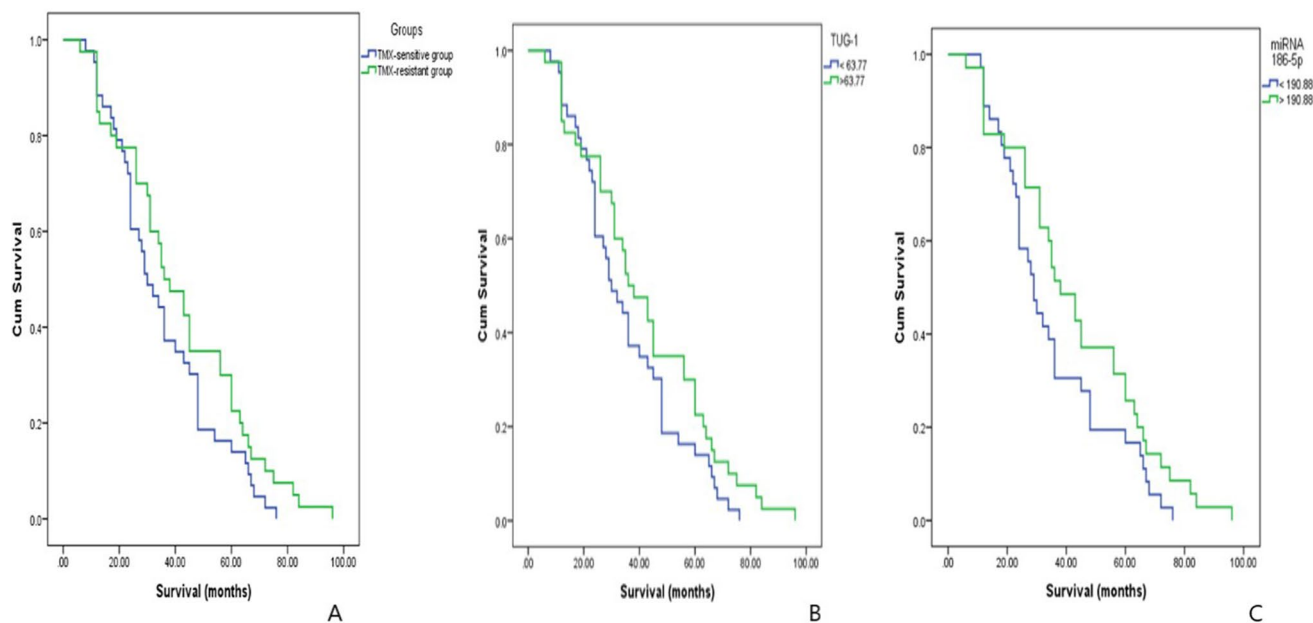 Groups
TMX-sensitive group
TMX-resistant group
1.0
0.8
0.6
0.4
0.2
0.0
Cum Survival
.00 20.00 40.00 60.00 80.00 100.00
Survival (months)
A
TUG-1
< 63.77
>63.77
1.0
0.8
0.6
0.4
0.2
0.0
Cum Survival
.00 20.00 40.00 60.00 80.00 100.00
Survival (months)
B
miRNA
186-5p
< 190.88
> 190.88
1.0
0.8
0.6
0.4
0.2
0.0
Cum Survival
.00 20.00 40.00 60.00 80.00 100.00
Survival (months)
C